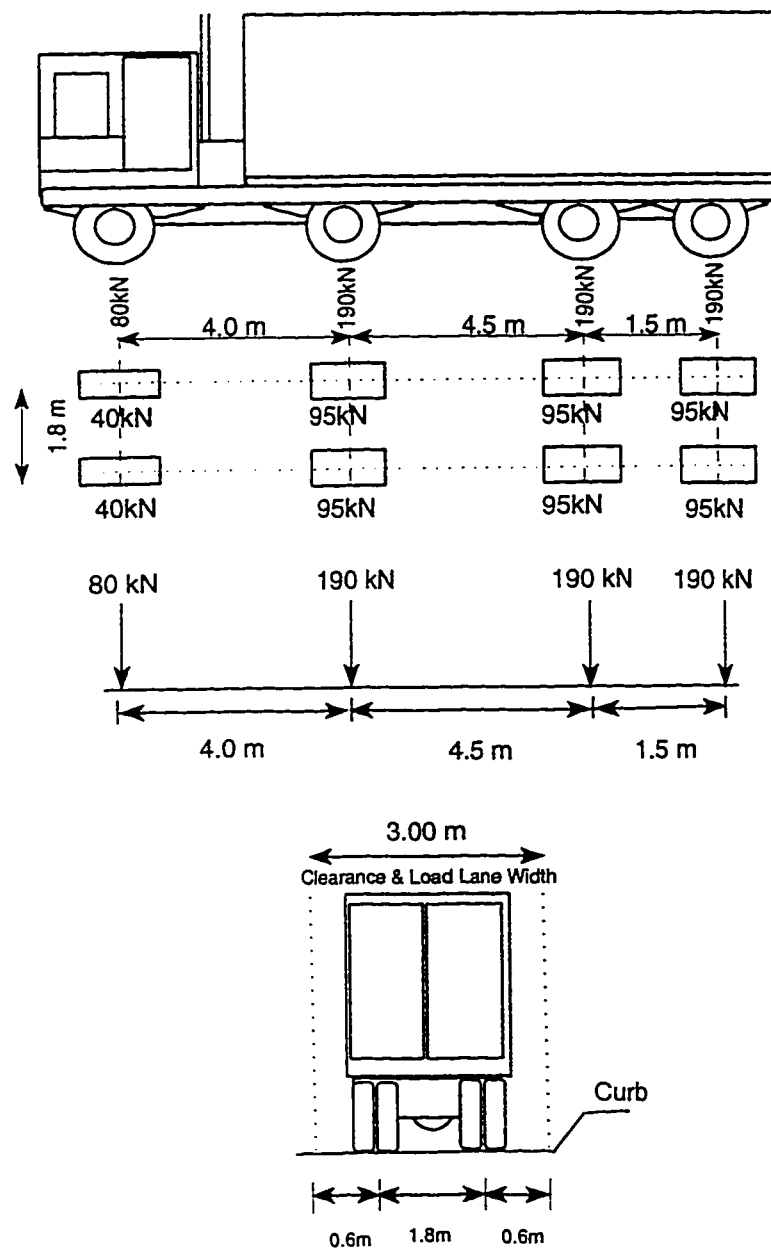 80kN 190kN 190kN 190kN
4.0 m 4.5 m 1.5 m
1.8 m
40kN 95kN 95kN 95kN
40kN 95kN 95kN 95kN
80 kN 190 kN 190 kN 190 kN
4.0 m 4.5 m 1.5 m
3.00 m
Clearance & Load Lane Width
Curb
0.6m 1.8m 0.6m